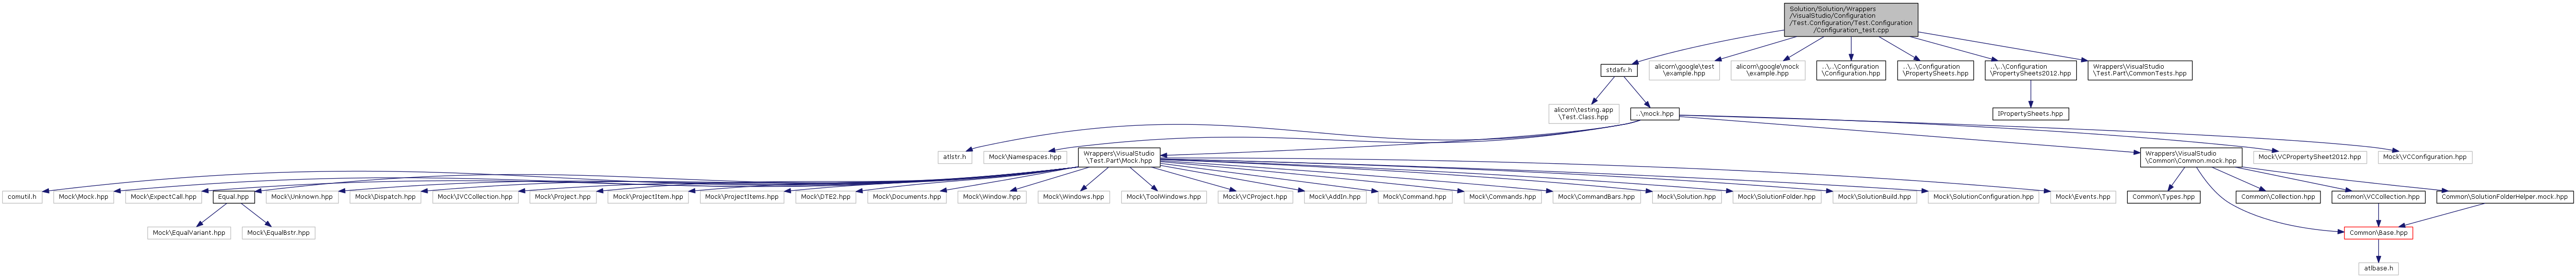 Solution/Solution/Wrappers
/VisualStudio/Configuration
/Test.Configuration/Test.Configuration
/Configuration_test.cpp
stdafx.h
alicorn\google\test
\example.hpp
alicorn\google\mock
\example.hpp
..\..\Configuration
\Configuration.hpp
..\..\Configuration
\PropertySheets.hpp
..\..\Configuration
\PropertySheets2012.hpp
Wrappers\VisualStudio
\Test.Part\CommonTests.hpp
alicorn\testing.app
\Test.Class.hpp
..\mock.hpp
IPropertySheets.hpp
atlstr.h
Mock\Namespaces.hpp
Wrappers\VisualStudio
\Test.Part\Mock.hpp
Wrappers\VisualStudio
\Common\Common.mock.hpp
Mock\VCPropertySheet2012.hpp
Mock\VCConfiguration.hpp
comutil.h
Mock\Mock.hpp
Mock\ExpectCall.hpp
Equal.hpp
Mock\Unknown.hpp
Mock\Dispatch.hpp
Mock\IVCCollection.hpp
Mock\Project.hpp
Mock\ProjectItem.hpp
Mock\ProjectItems.hpp
Mock\DTE2.hpp
Mock\Documents.hpp
Mock\Window.hpp
Mock\Windows.hpp
Mock\ToolWindows.hpp
Mock\VCProject.hpp
Mock\AddIn.hpp
Mock\Command.hpp
Mock\Commands.hpp
Mock\CommandBars.hpp
Mock\Solution.hpp
Mock\SolutionFolder.hpp
Mock\SolutionBuild.hpp
Mock\SolutionConfiguration.hpp
Mock\Events.hpp
Common\Types.hpp
Common\Collection.hpp
Common\VCCollection.hpp
Common\SolutionFolderHelper.mock.hpp
Mock\EqualVariant.hpp
Mock\EqualBstr.hpp
Common\Base.hpp
atlbase.h